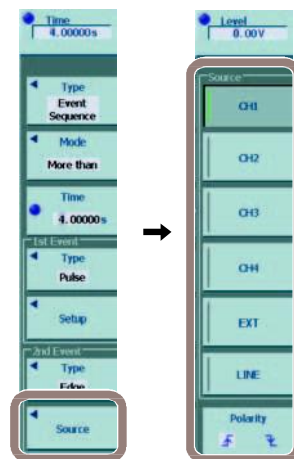 Time
4.00000s
Type
Event
Sequence
Mode
More than
Time
4.00000s
1st Event
Type
Pulse
Setup
2nd Event
Type
Edge
Source
Level
0.00V
Source
CH1
CH2
CH3
CH4
EXT
LINE
Polarity